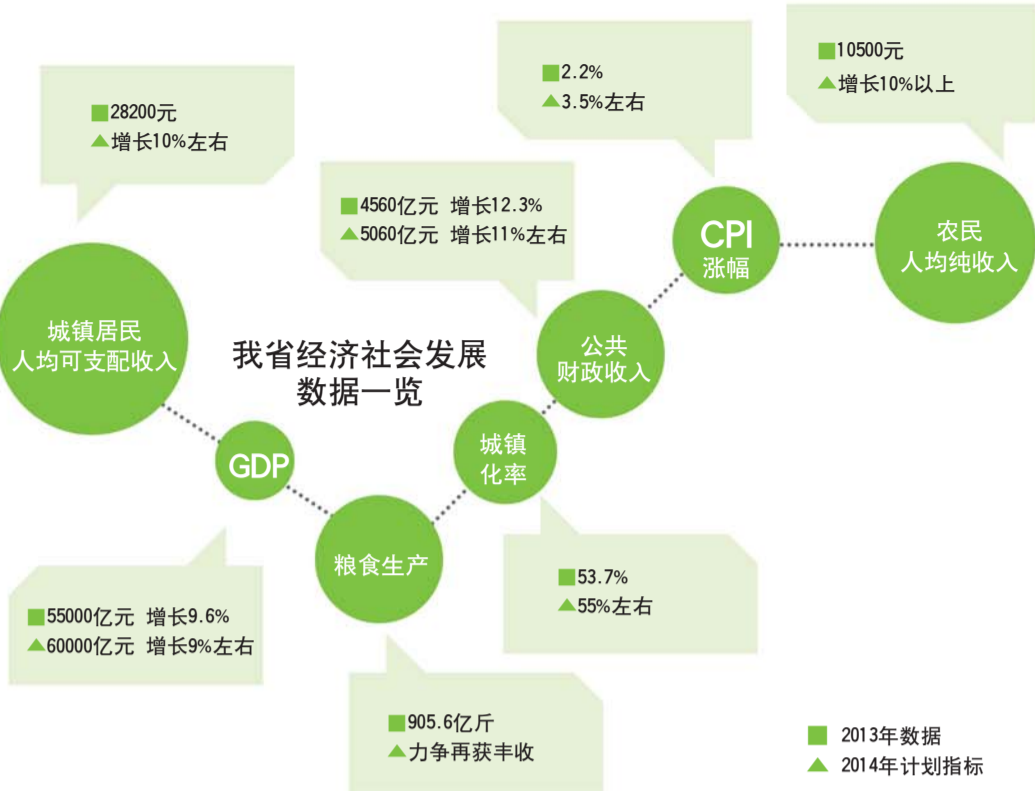 我省经济社会发展
数据一览
■28200元
▲增长10%左右
城镇居民
人均可支配收入
GDP
■55000亿元 增长9.6%
▲60000亿元 增长9%左右
粮食生产
■905.6亿斤
▲力争再获丰收
城镇
化率
■53.7%
▲55%左右
■4560亿元 增长12.3%
▲5060亿元 增长11%左右
公共
财政收入
■2.2%
▲3.5%左右
CPI
涨幅
■10500元
▲增长10%以上
农民
人均纯收入
■ 2013年数据
▲ 2014年计划指标